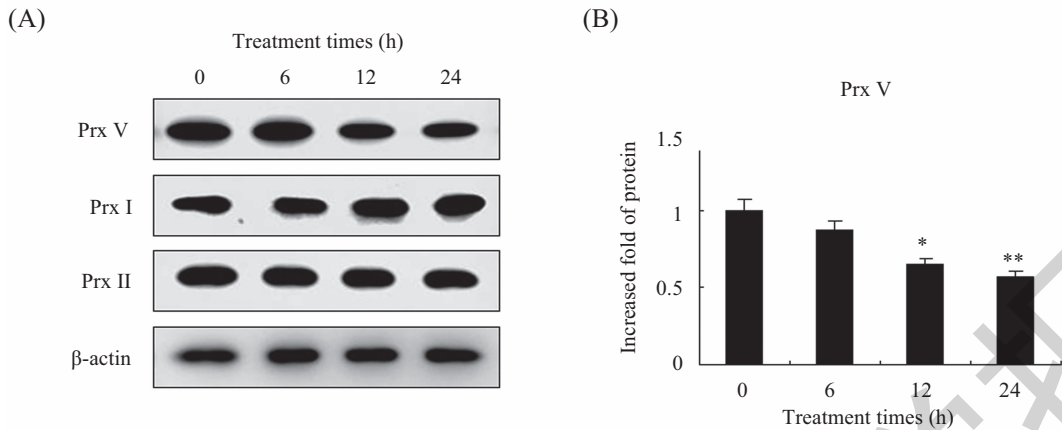 (A)
Treatment times (h)
0 6 12 24
Prx V
Prx I
Prx II
β-actin
(B)
Prx V
Increased fold of protein
1.5
1
0.5
0
*
**
0 6 12 24
Treatment times (h)